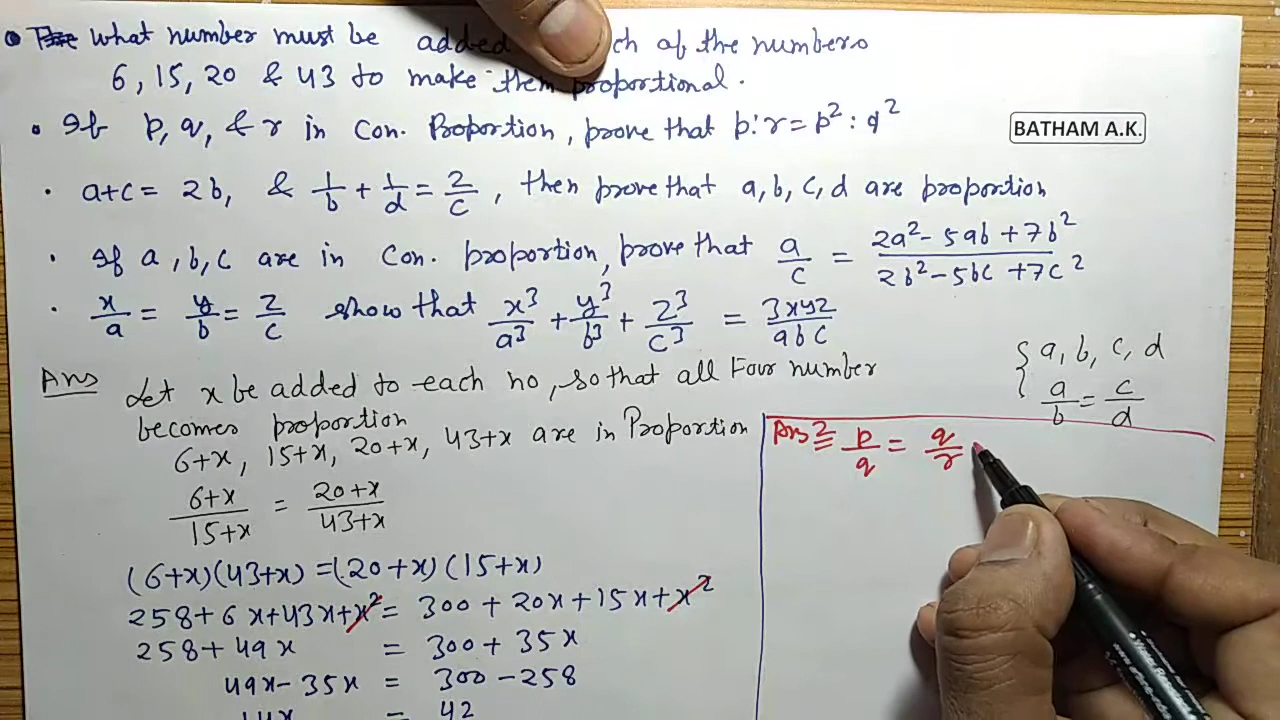 What number must be added ch of the numbers
6, 15, 20 & 43 to make them proportional.
• If p, q, & r in Con. Proportion, prove that p:r = p² : q²
BATHAM A.K.
• a+c = 2b, & 1/b + 1/d = 2/c, then prove that a, b, c, d are proportion
• If a, b, c are in Con. proportion, prove that a/c = (2a² - 5ab + 7b²)/(2b² - 5bc + 7c²)
• x/a = y/b = z/c show that x³/a³ + y³/b³ + z³/c³ = 3xyz/abc
Ans Let x be added to each no, so that all Four number
becomes proportion
6+x, 15+x, 20+x, 43+x are in Proportion
(6+x)/(15+x) = (20+x)/(43+x)
(6+x)(43+x) = (20+x)(15+x)
258 + 6x + 43x + x² = 300 + 20x + 15x + x²
258 + 49x = 300 + 35x
49x - 35x = 300 - 258
14x = 42
{ a, b, c, d
a/b = c/d
Ans 2 p/q = q/r